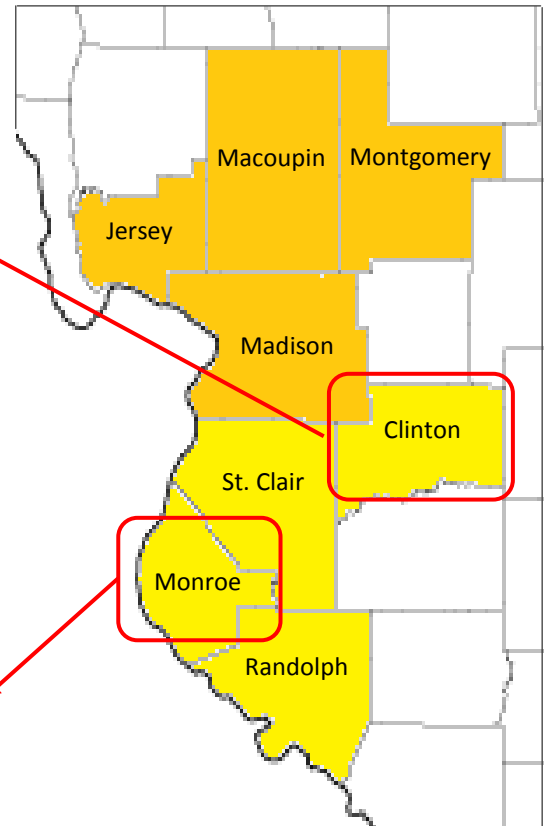 Macoupin
Montgomery
Jersey
Madison
Clinton
St. Clair
Monroe
Randolph